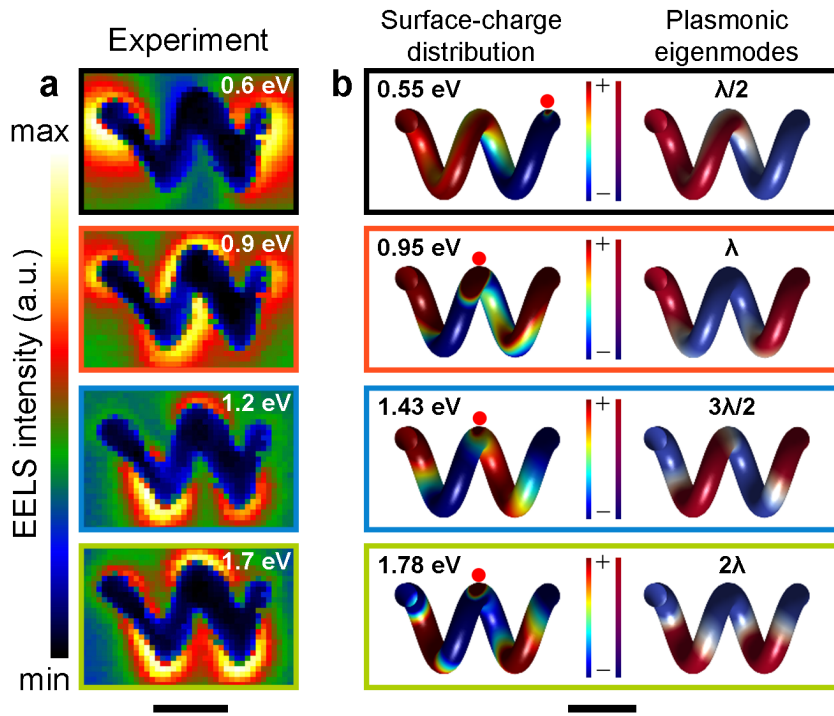 Experiment
Surface-charge
distribution
Plasmonic
eigenmodes
a
b
max
EELS intensity (a.u.)
min
0.6 eV
0.9 eV
1.2 eV
1.7 eV
0.55 eV
+
−
λ/2
0.95 eV
+
−
λ
1.43 eV
+
−
3λ/2
1.78 eV
+
−
2λ